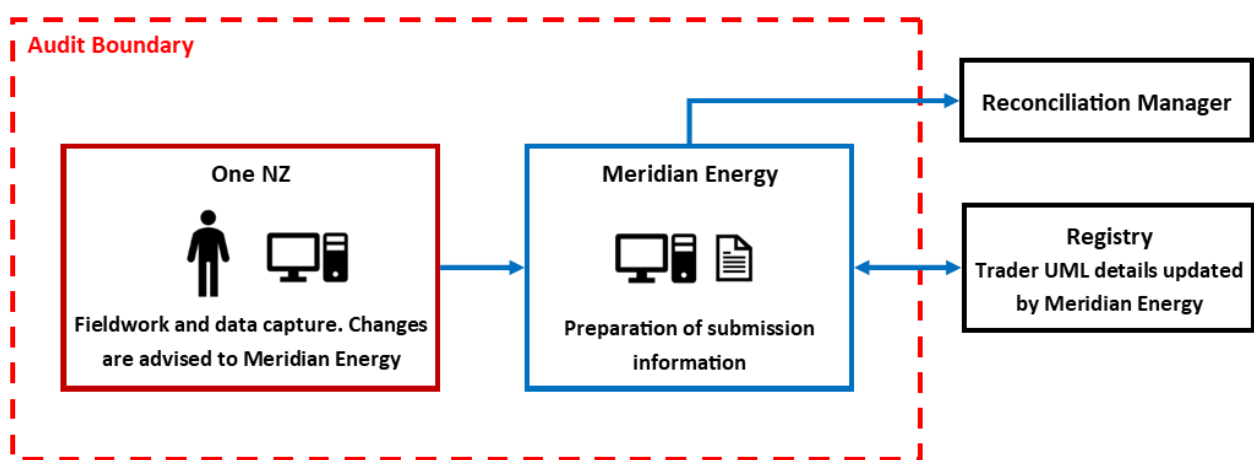 Audit Boundary
Reconciliation Manager
One NZ
Fieldwork and data capture. Changes
are advised to Meridian Energy
Meridian Energy
Preparation of submission
information
Registry
Trader UML details updated
by Meridian Energy